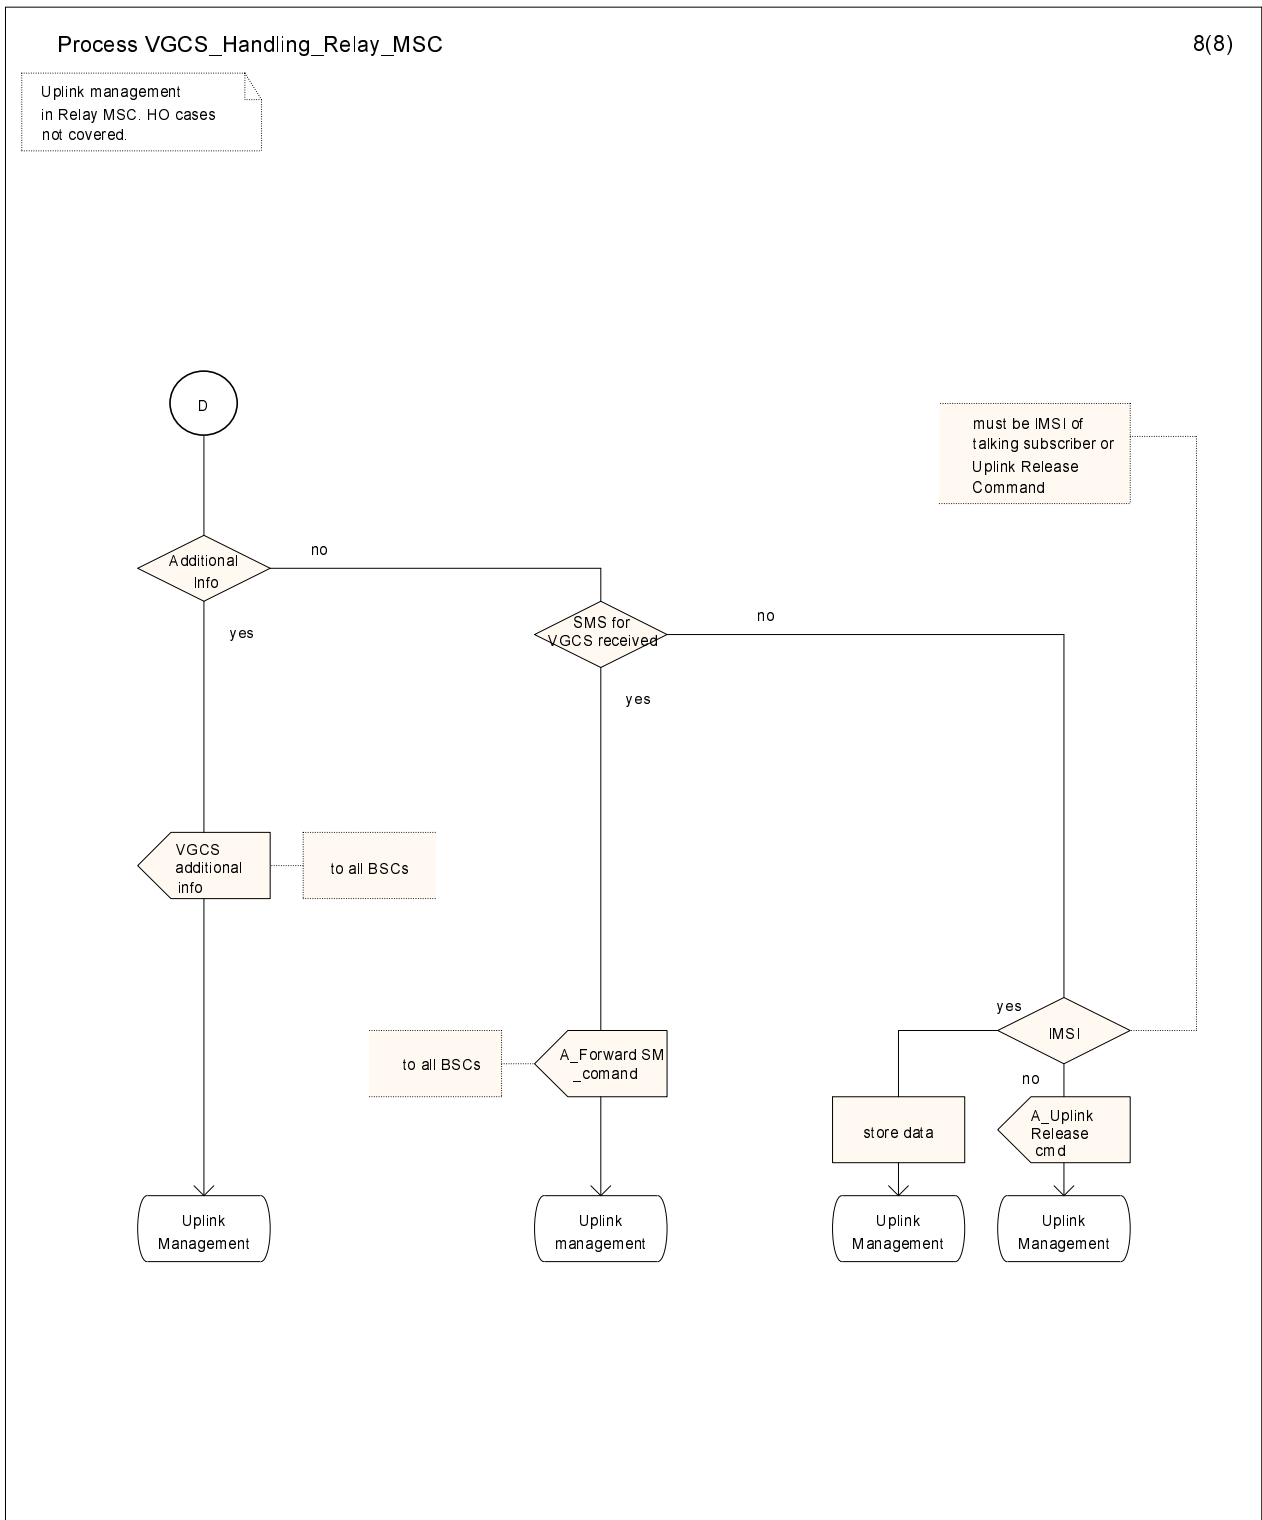 Process VGCS_Handling_Relay_MSC
8(8)
Uplink management
in Relay MSC. HO cases
not covered.
D
must be IMSI of
talking subscriber or
Uplink Release
Command
Additional
Info
no
yes
SMS for
VGCS received
no
yes
VGCS
additional
info
to all BSCs
to all BSCs
A_Forward SM
_comand
yes
IMSI
no
store data
A_Uplink
Release
cmd
Uplink
Management
Uplink
management
Uplink
Management
Uplink
Management